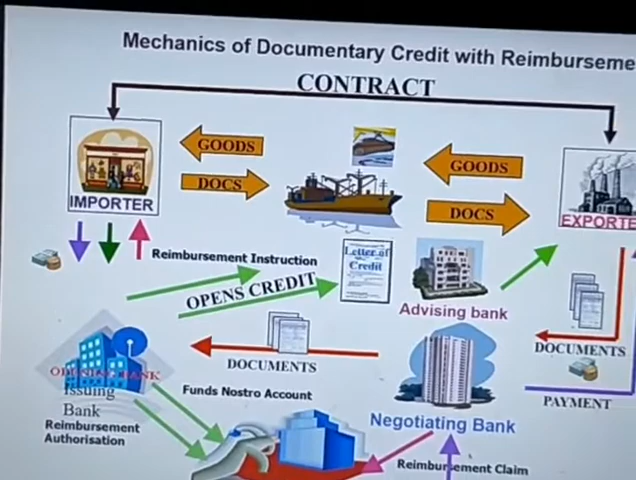 Mechanics of Documentary Credit with Reimburseme
CONTRACT
GOODS
GOODS
DOCS
DOCS
IMPORTER
EXPORTE
Reimbursement Instruction
Letter of
Credit
OPENS CREDIT
Advising bank
DOCUMENTS
DOCUMENTS
BANK
Issuing
Bank
Funds Nostro Account
PAYMENT
Reimbursement
Authorisation
Negotiating Bank
Reimbursement Claim